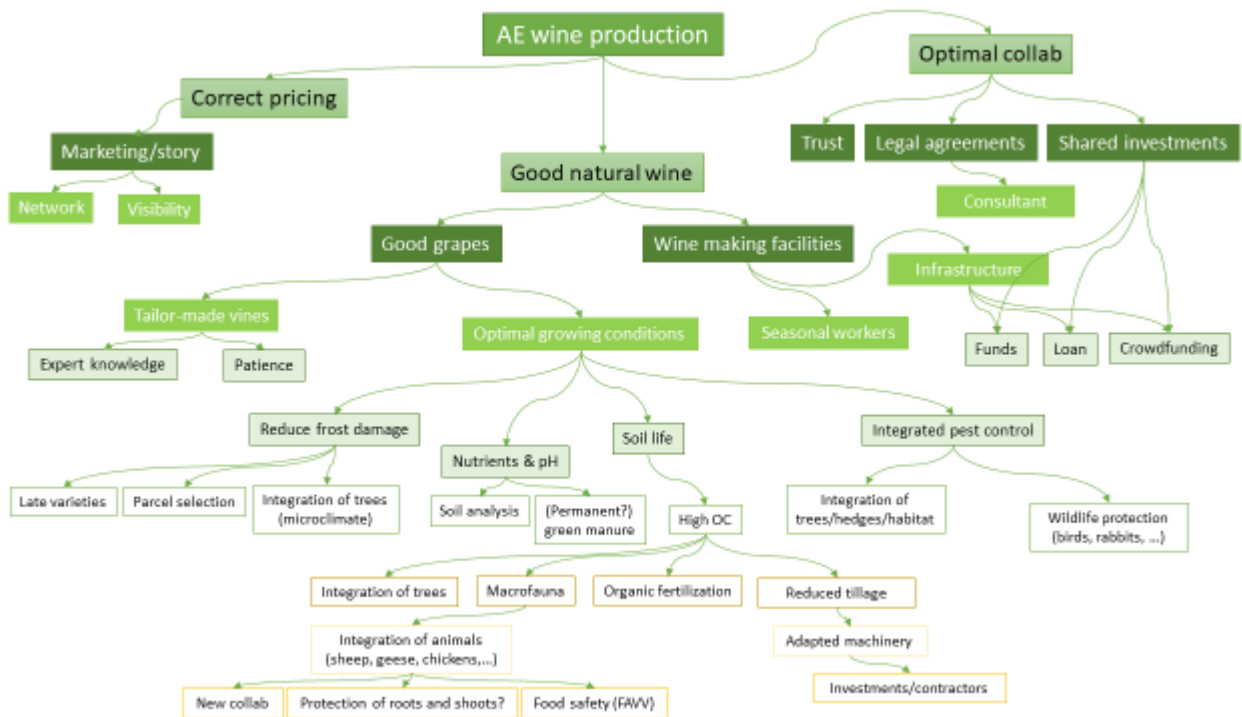 AE wine production
Optimal collab
Correct pricing
Marketing/story
Trust
Legal agreements
Shared investments
Good natural wine
Network
Visibility
Consultant
Good grapes
Wine making facilities
Infrastructure
Tailor-made vines
Optimal growing conditions
Seasonal workers
Funds
Loan
Crowdfunding
Expert knowledge
Patience
Reduce frost damage
Nutrients & pH
Soil life
Integrated pest control
Late varieties
Parcel selection
Integration of trees
(microclimate)
Soil analysis
(Permanent?)
green manure
High OC
Integration of
trees/hedges/habitat
Wildlife protection
(birds, rabbits, ...)
Integration of trees
Macrofauna
Organic fertilization
Reduced tillage
Integration of animals
(sheep, geese, chickens,...)
Adapted machinery
New collab
Protection of roots and shoots?
Food safety (FAVV)
Investments/contractors